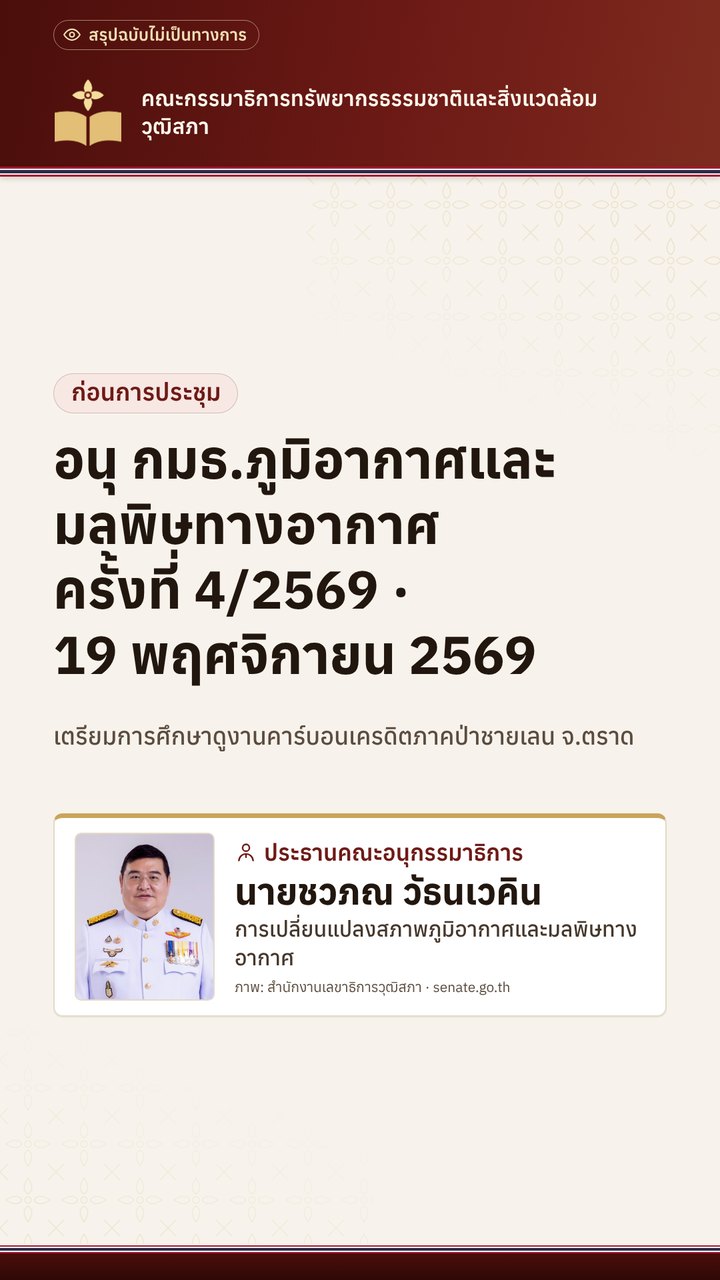 สรุปฉบับไม่เป็นทางการ
คณะกรรมาธิการทรัพยากรธรรมชาติและสิ่งแวดล้อม
วุฒิสภา
ก่อนการประชุม
อนุ กมธ.ภูมิอากาศและ
มลพิษทางอากาศ
ครั้งที่ 4/2569 ·
19 พฤศจิกายน 2569
เตรียมการศึกษาดูงานคาร์บอนเครดิตภาคป่าชายเลน จ.ตราด
ประธานคณะอนุกรรมาธิการ
นายชวภณ วัธนเวคิน
การเปลี่ยนแปลงสภาพภูมิอากาศและมลพิษทาง
อากาศ
ภาพ: สำนักงานเลขาธิการวุฒิสภา · senate.go.th